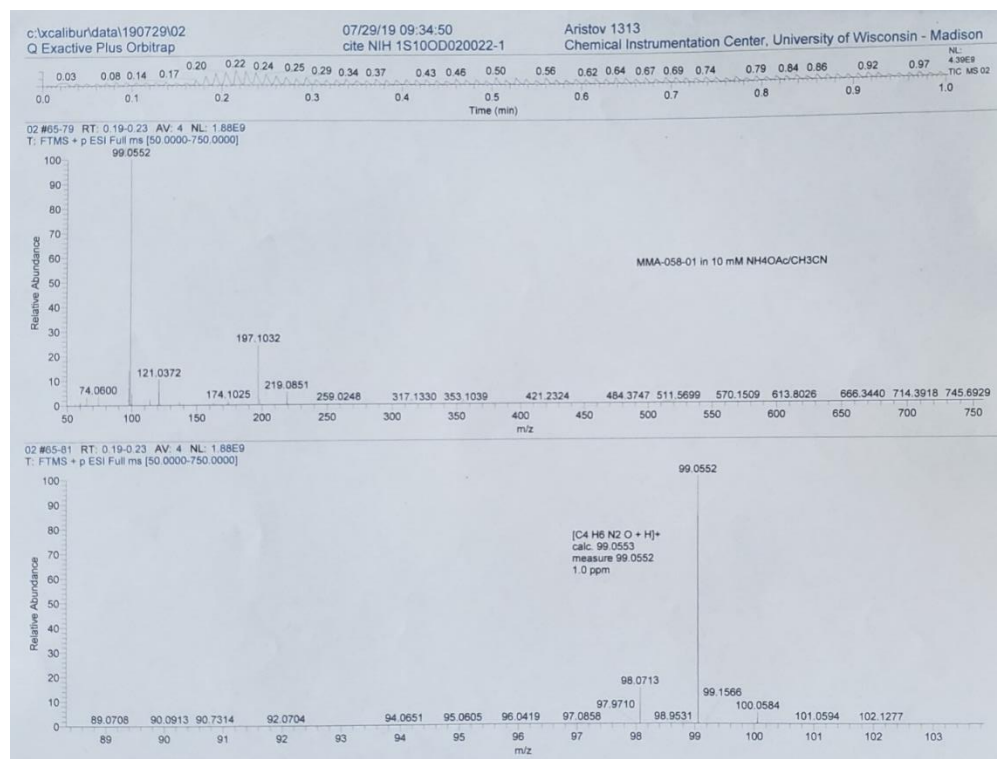 c:\xcalibur\data\190729\02 07/29/19 09:34:50 Aristov 1313
Q Exactive Plus Orbitrap cite NIH 1S10OD020022-1 Chemical Instrumentation Center, University of Wisconsin - Madison
NL:
4.39E9
TIC MS 02
0.03 0.08 0.14 0.17 0.20 0.22 0.24 0.25 0.29 0.34 0.37 0.43 0.46 0.50 0.56 0.62 0.64 0.67 0.69 0.74 0.79 0.84 0.86 0.92 0.97
0.0 0.1 0.2 0.3 0.4 0.5 0.6 0.7 0.8 0.9 1.0
Time (min)
02 #65-79 RT: 0.19-0.23 AV: 4 NL: 1.88E9
T: FTMS + p ESI Full ms [50.0000-750.0000]
99.0552
100
90
80
70
60
50
40
30
20
10
0
Relative Abundance
MMA-058-01 in 10 mM NH4OAc/CH3CN
197.1032
121.0372
74.0600 174.1025 219.0851 259.0248 317.1330 353.1039 421.2324 484.3747 511.5699 570.1509 613.8026 666.3440 714.3918 745.6929
50 100 150 200 250 300 350 400 450 500 550 600 650 700 750
m/z
02 #65-81 RT: 0.19-0.23 AV: 4 NL: 1.88E9
T: FTMS + p ESI Full ms [50.0000-750.0000]
99.0552
100
90
80
70
60
50
40
30
20
10
0
Relative Abundance
[C4 H6 N2 O + H]+
calc. 99.0553
measure 99.0552
1.0 ppm
98.0713
97.9710 99.1566
100.0584
89.0708 90.0913 90.7314 92.0704 94.0651 95.0605 96.0419 97.0858 98.9531 101.0594 102.1277
89 90 91 92 93 94 95 96 97 98 99 100 101 102 103
m/z